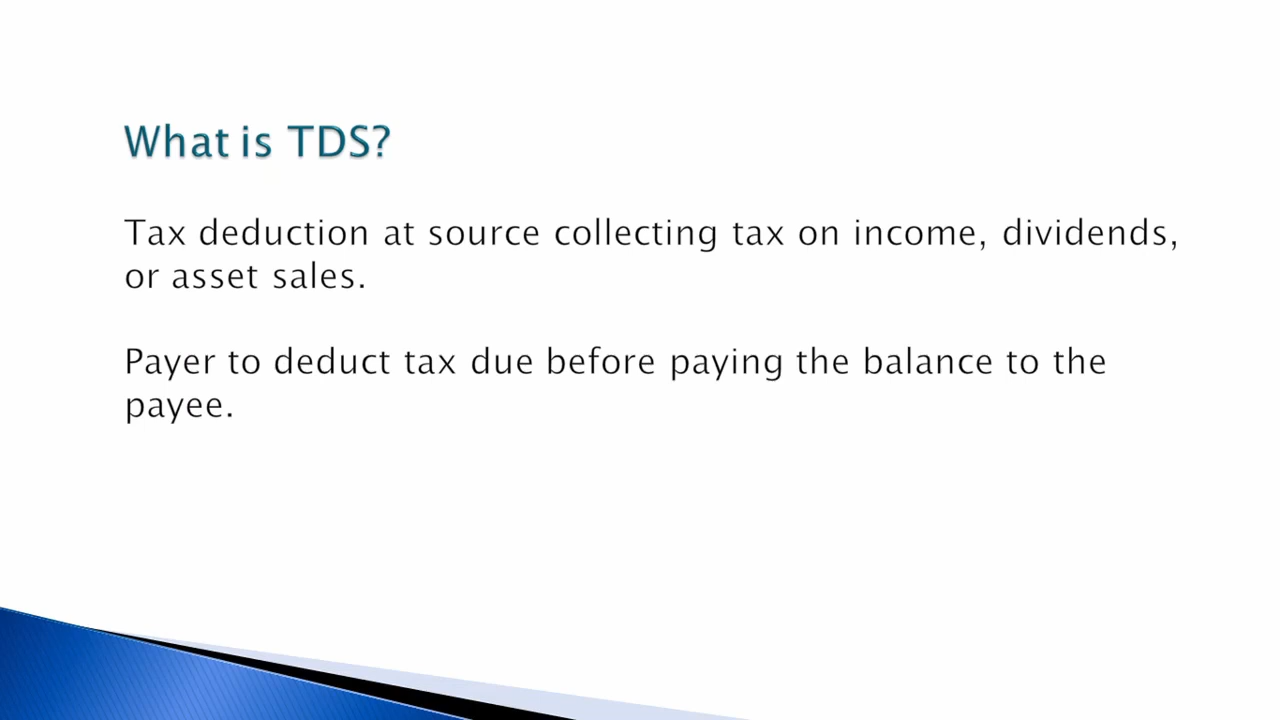 What is TDS?
Tax deduction at source collecting tax on income, dividends,
or asset sales.
Payer to deduct tax due before paying the balance to the
payee.